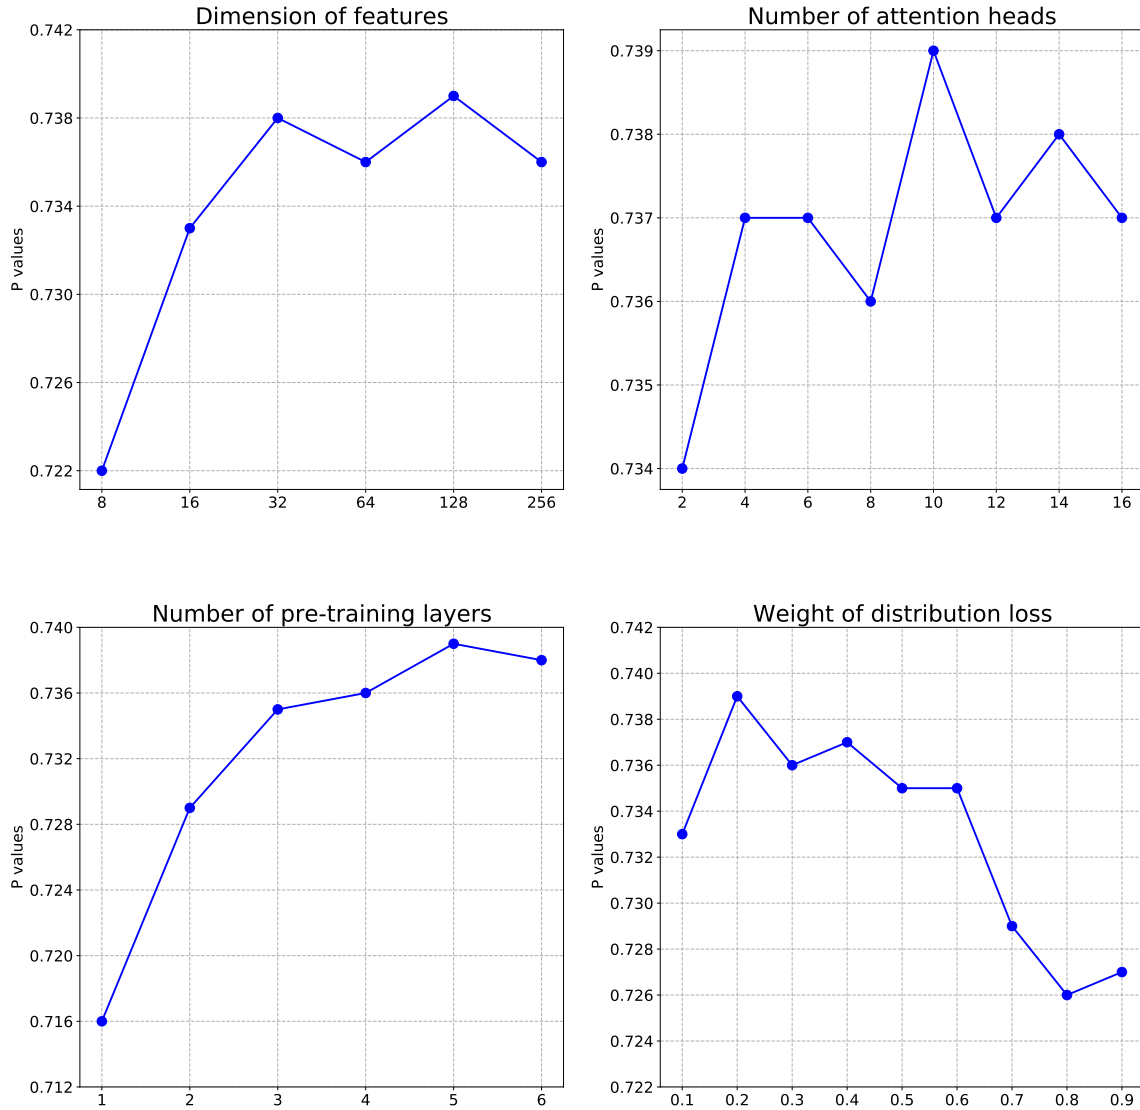 Dimension of features
0.742
0.738
0.734
0.730
0.726
0.722
P values
8 16 32 64 128 256
Number of attention heads
0.739
0.738
0.737
0.736
0.735
0.734
P values
2 4 6 8 10 12 14 16
Number of pre-training layers
0.740
0.736
0.732
0.728
0.724
0.720
0.716
0.712
P values
1 2 3 4 5 6
Weight of distribution loss
0.742
0.740
0.738
0.736
0.734
0.732
0.730
0.728
0.726
0.724
0.722
P values
0.1 0.2 0.3 0.4 0.5 0.6 0.7 0.8 0.9